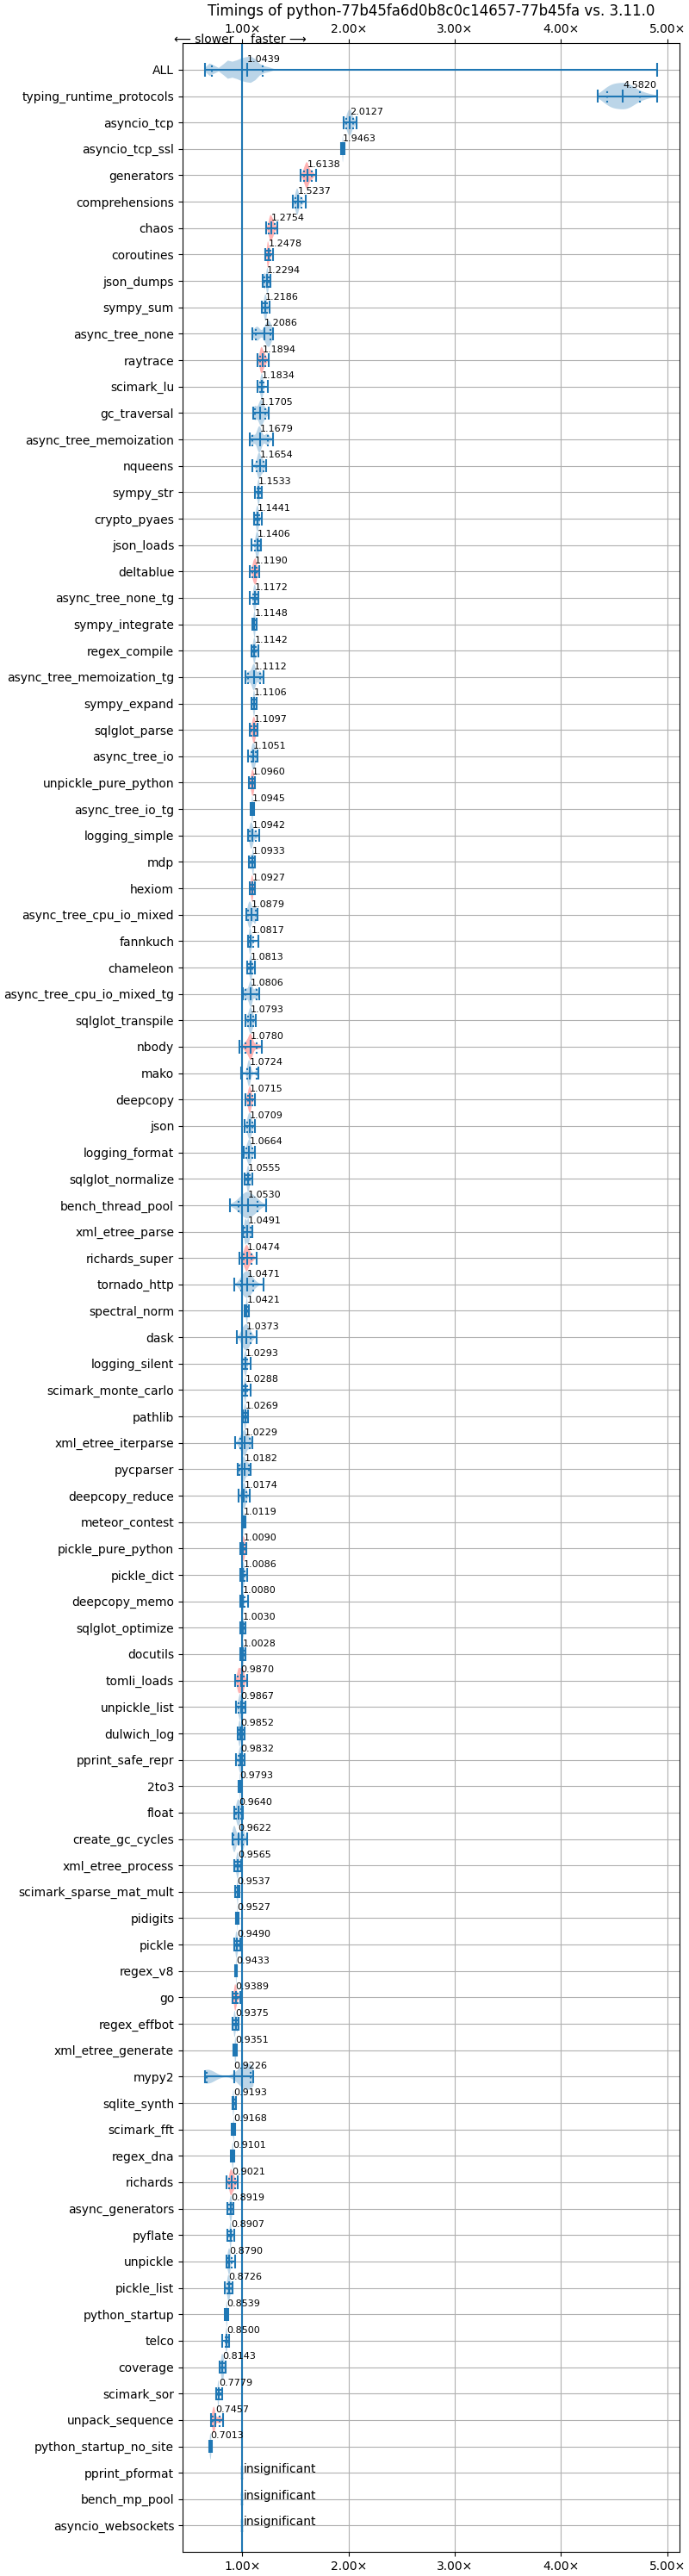 Timings of python-77b45fa6d0b8c0c14657-77b45fa vs. 3.11.0
⟵ slower faster ⟶
1.00× 2.00× 3.00× 4.00× 5.00×
ALL 1.0439
typing_runtime_protocols 4.5820
asyncio_tcp 2.0127
asyncio_tcp_ssl 1.9463
generators 1.6138
comprehensions 1.5237
chaos 1.2754
coroutines 1.2478
json_dumps 1.2294
sympy_sum 1.2186
async_tree_none 1.2086
raytrace 1.1894
scimark_lu 1.1834
gc_traversal 1.1705
async_tree_memoization 1.1679
nqueens 1.1654
sympy_str 1.1533
crypto_pyaes 1.1441
json_loads 1.1406
deltablue 1.1190
async_tree_none_tg 1.1172
sympy_integrate 1.1148
regex_compile 1.1142
async_tree_memoization_tg 1.1112
sympy_expand 1.1106
sqlglot_parse 1.1097
async_tree_io 1.1051
unpickle_pure_python 1.0960
async_tree_io_tg 1.0945
logging_simple 1.0942
mdp 1.0933
hexiom 1.0927
async_tree_cpu_io_mixed 1.0879
fannkuch 1.0817
chameleon 1.0813
async_tree_cpu_io_mixed_tg 1.0806
sqlglot_transpile 1.0793
nbody 1.0780
mako 1.0724
deepcopy 1.0715
json 1.0709
logging_format 1.0664
sqlglot_normalize 1.0555
bench_thread_pool 1.0530
xml_etree_parse 1.0491
richards_super 1.0474
tornado_http 1.0471
spectral_norm 1.0421
dask 1.0373
logging_silent 1.0293
scimark_monte_carlo 1.0288
pathlib 1.0269
xml_etree_iterparse 1.0229
pycparser 1.0182
deepcopy_reduce 1.0174
meteor_contest 1.0119
pickle_pure_python 1.0090
pickle_dict 1.0086
deepcopy_memo 1.0080
sqlglot_optimize 1.0030
docutils 1.0028
tomli_loads 0.9870
unpickle_list 0.9867
dulwich_log 0.9852
pprint_safe_repr 0.9832
2to3 0.9793
float 0.9640
create_gc_cycles 0.9622
xml_etree_process 0.9565
scimark_sparse_mat_mult 0.9537
pidigits 0.9527
pickle 0.9490
regex_v8 0.9433
go 0.9389
regex_effbot 0.9375
xml_etree_generate 0.9351
mypy2 0.9226
sqlite_synth 0.9193
scimark_fft 0.9168
regex_dna 0.9101
richards 0.9021
async_generators 0.8919
pyflate 0.8907
unpickle 0.8790
pickle_list 0.8726
python_startup 0.8539
telco 0.8500
coverage 0.8143
scimark_sor 0.7779
unpack_sequence 0.7457
python_startup_no_site 0.7013
pprint_pformat insignificant
bench_mp_pool insignificant
asyncio_websockets insignificant
1.00× 2.00× 3.00× 4.00× 5.00×